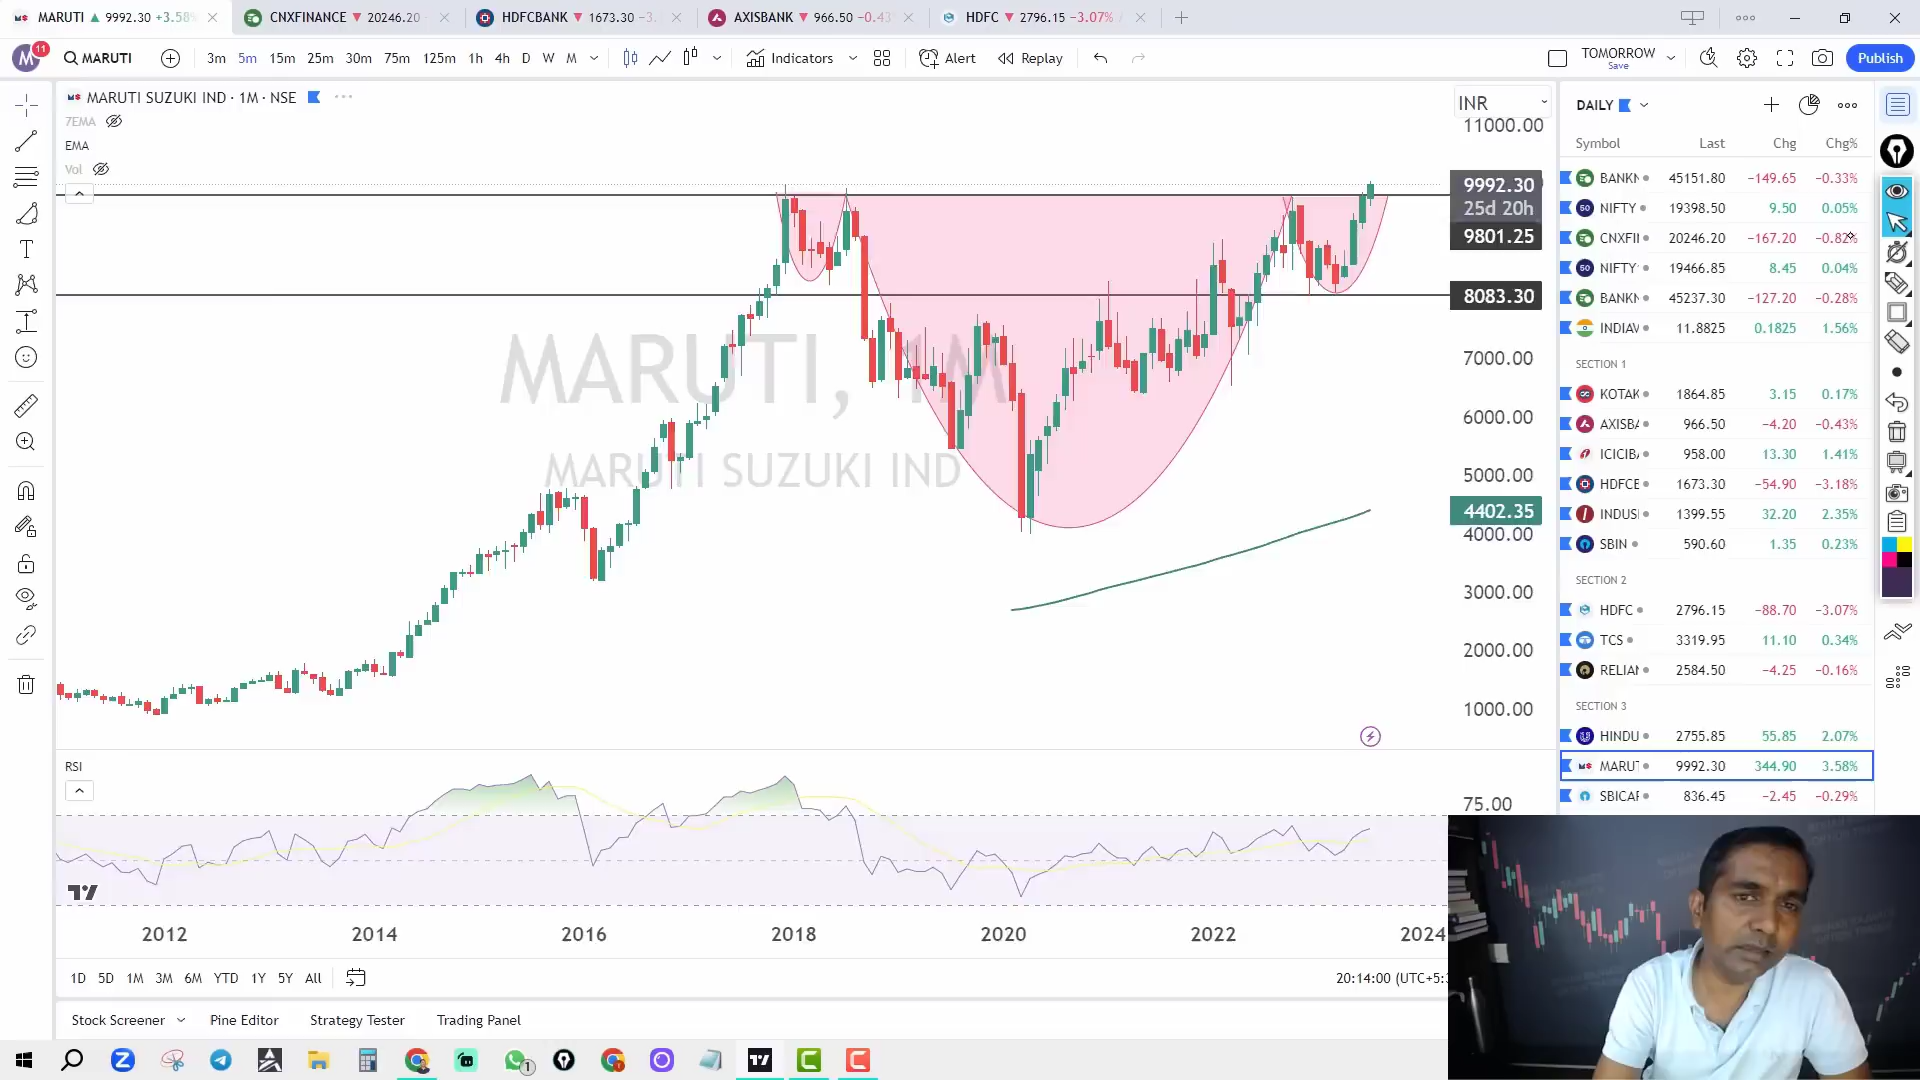 MARUTI ▲ 9992.30 +3.58%
CNXFINANCE ▼ 20246.20
HDFCBANK ▼ 1673.30 −3.
AXISBANK ▼ 966.50 −0.43
HDFC ▼ 2796.15 −3.07% /
M 11
MARUTI
3m 5m 15m 25m 30m 75m 125m 1h 4h D W M
Indicators
Alert
Replay
TOMORROW
Save
Publish
MARUTI SUZUKI IND · 1M · NSE
7EMA
EMA
Vol
INR
11000.00
9992.30
25d 20h
9801.25
8083.30
7000.00
6000.00
5000.00
4402.35
4000.00
3000.00
2000.00
1000.00
MARUTI, 1M
MARUTI SUZUKI IND
RSI
75.00
2012 2014 2016 2018 2020 2022 2024
1D 5D 1M 3M 6M YTD 1Y 5Y All
20:14:00 (UTC+5:3
Stock Screener Pine Editor Strategy Tester Trading Panel
DAILY
Symbol Last Chg Chg%
BANKN 45151.80 −149.65 −0.33%
NIFTY 19398.50 9.50 0.05%
CNXFII 20246.20 −167.20 −0.82%
NIFTY 19466.85 8.45 0.04%
BANKN 45237.30 −127.20 −0.28%
INDIAV 11.8825 0.1825 1.56%
SECTION 1
KOTAK 1864.85 3.15 0.17%
AXISBA 966.50 −4.20 −0.43%
ICICIBA 958.00 13.30 1.41%
HDFCE 1673.30 −54.90 −3.18%
INDUSI 1399.55 32.20 2.35%
SBIN 590.60 1.35 0.23%
SECTION 2
HDFC 2796.15 −88.70 −3.07%
TCS 3319.95 11.10 0.34%
RELIAN 2584.50 −4.25 −0.16%
SECTION 3
HINDU 2755.85 55.85 2.07%
MARUT 9992.30 344.90 3.58%
SBICAF 836.45 −2.45 −0.29%